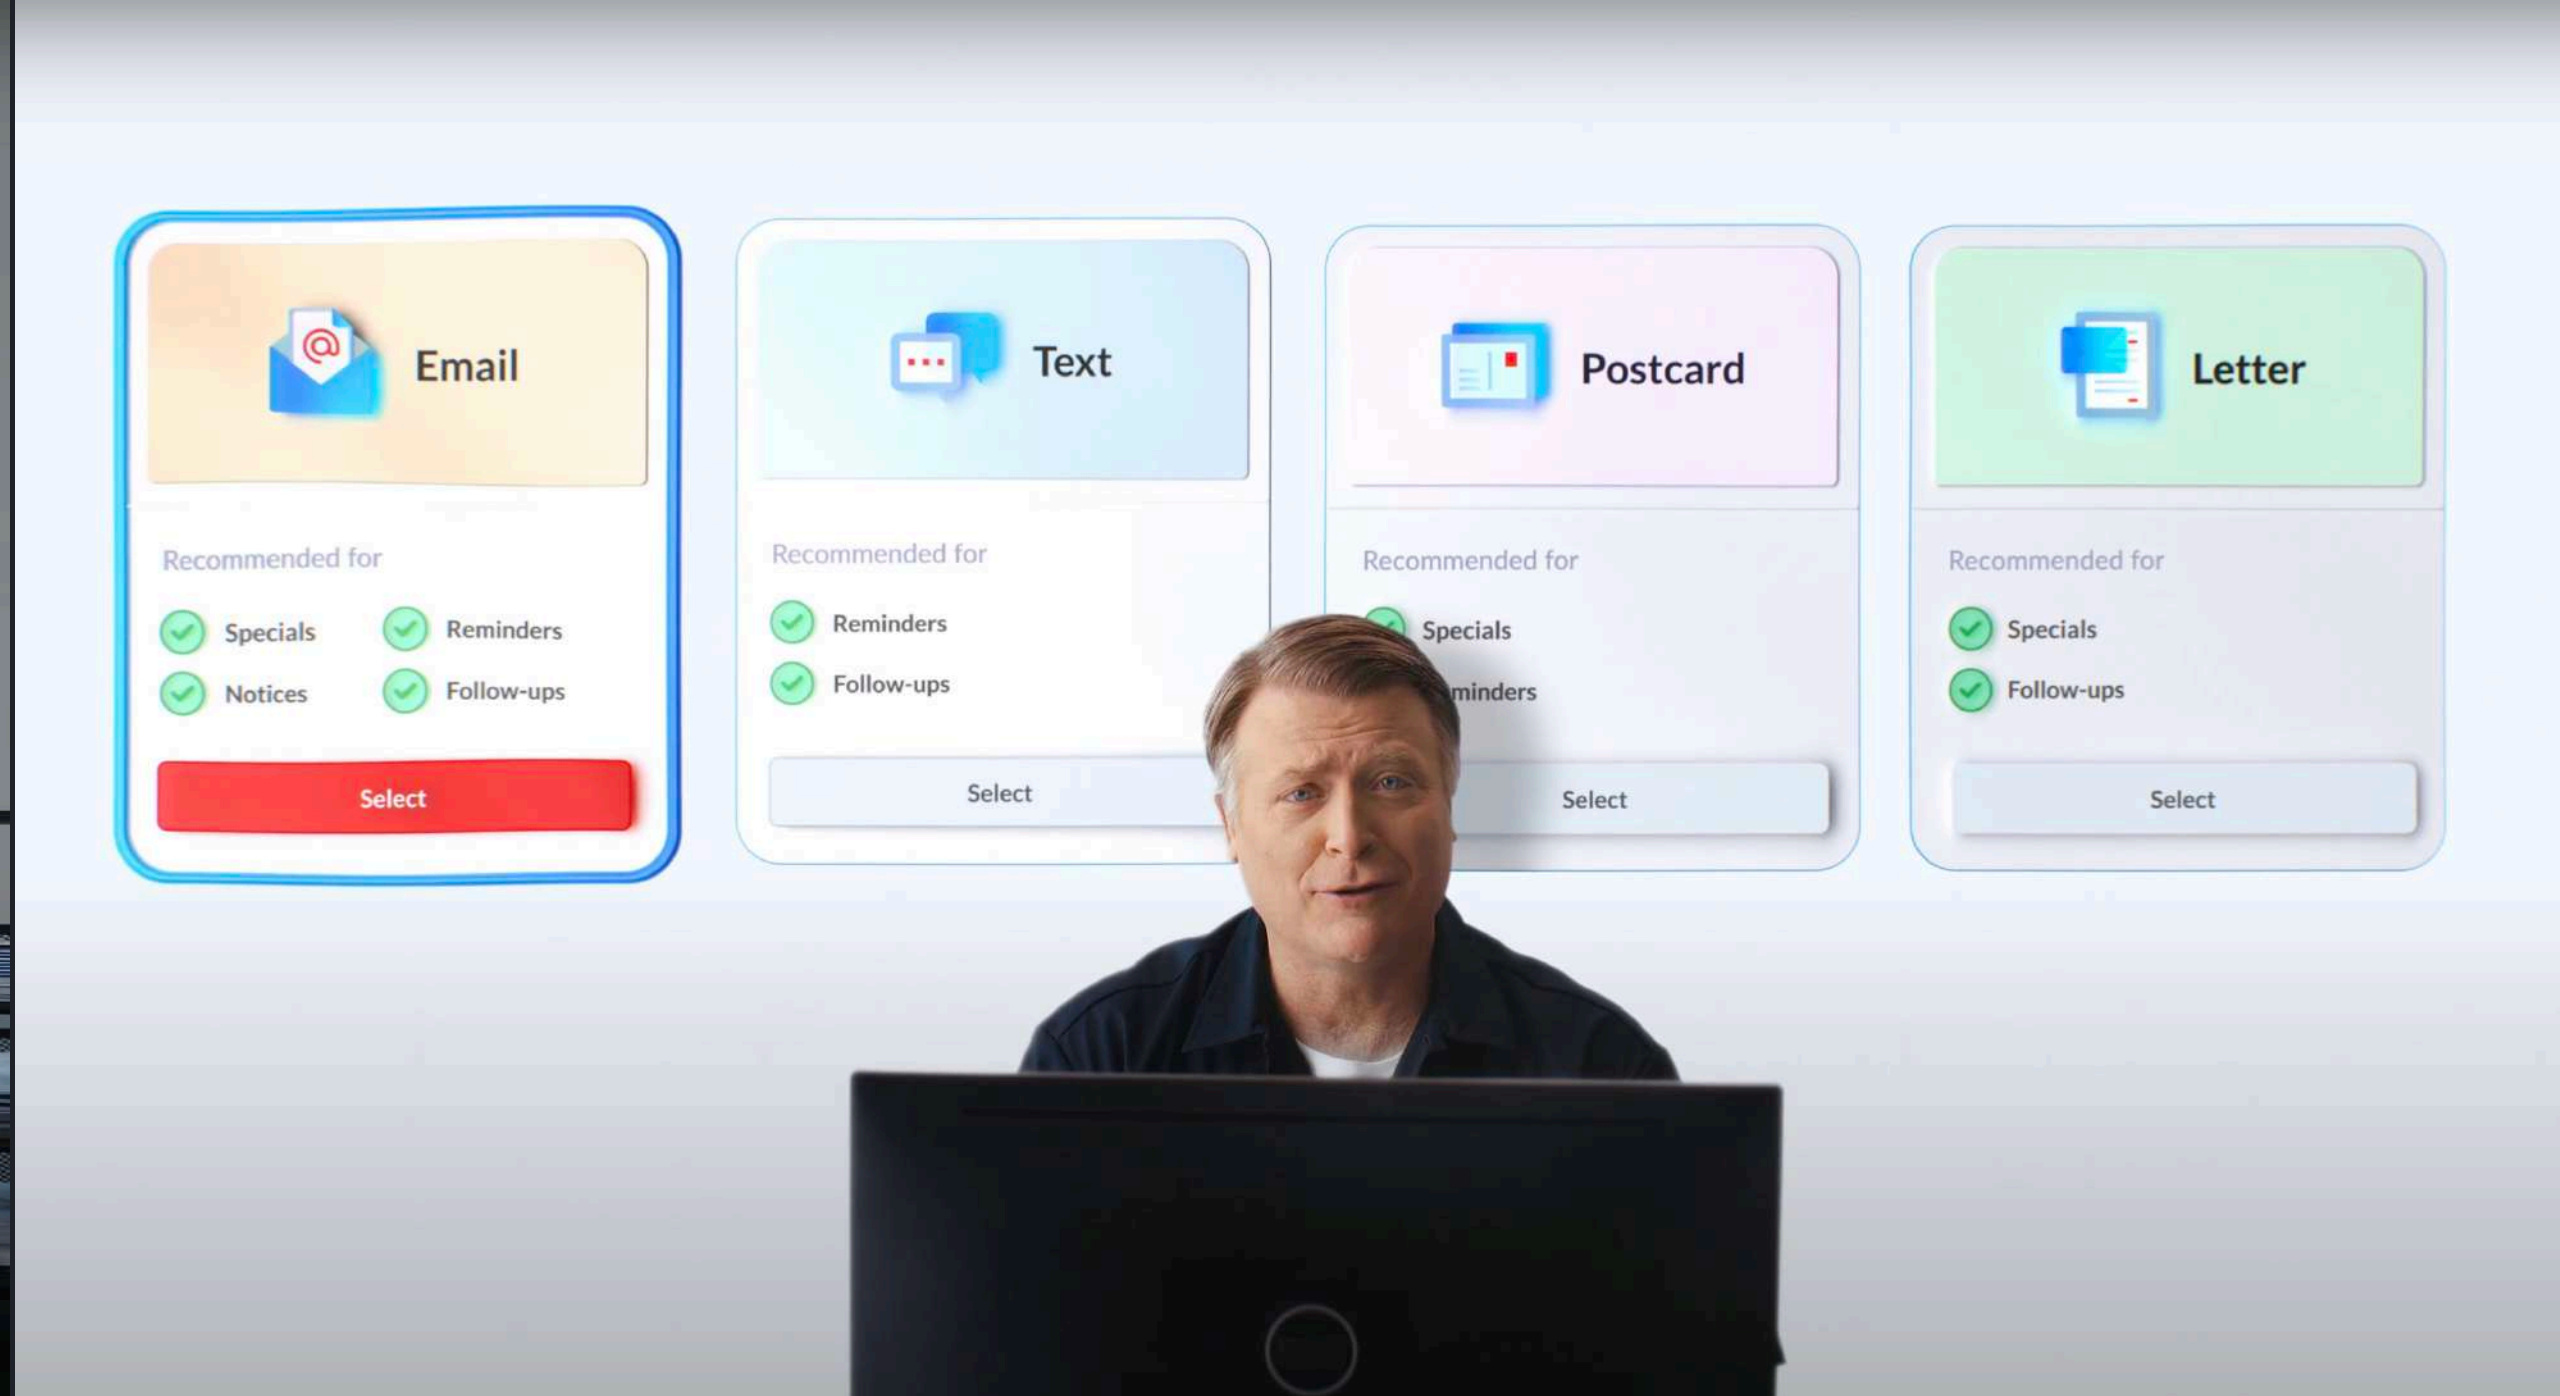 Email
Recommended for
Specials
Reminders
Notices
Follow-ups
Select
Text
Recommended for
Reminders
Follow-ups
Select
Postcard
Recommended for
Specials
minders
Select
Letter
Recommended for
Specials
Follow-ups
Select